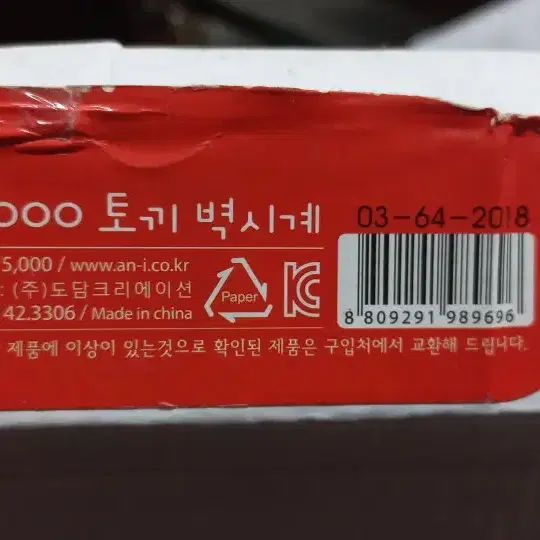 ooo 토끼 벽시계
03-64-2018
5,000 / www.an-i.co.kr
: (주)도담크리에이션
42.3306 / Made in china
Paper
8 809291 989696
제품에 이상이 있는것으로 확인된 제품은 구입처에서 교환해 드립니다.